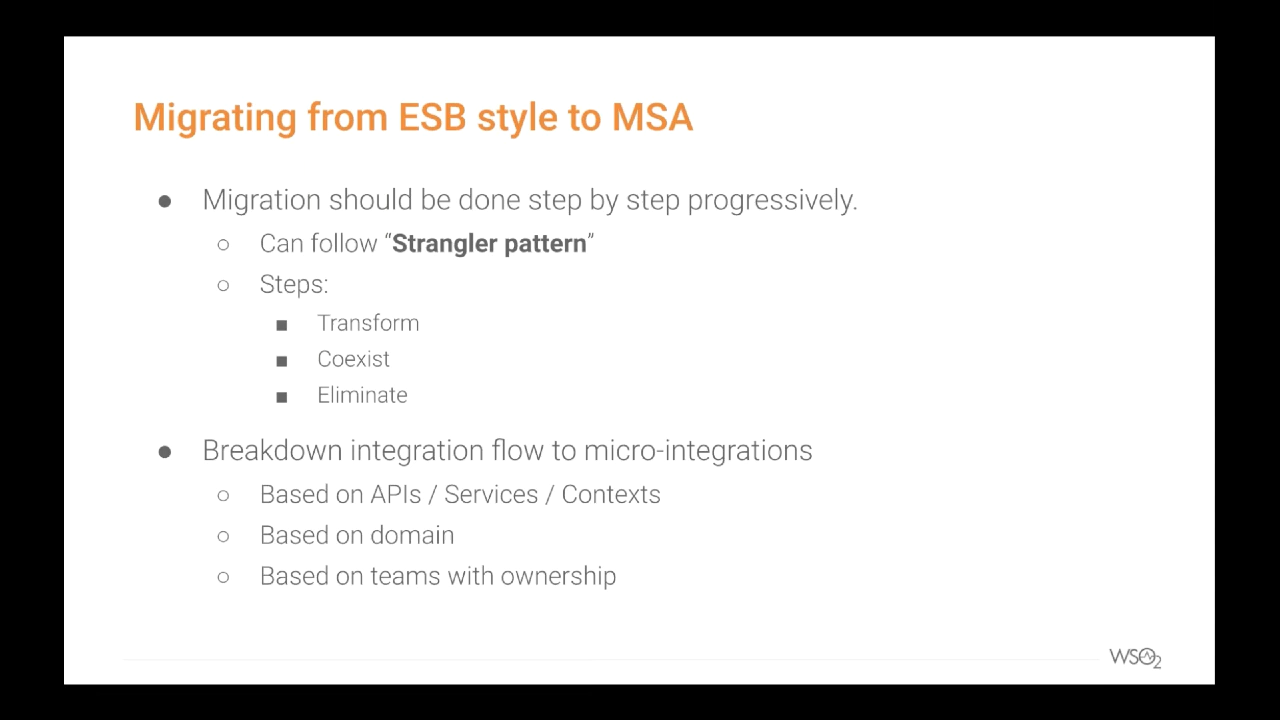 Migrating from ESB style to MSA
● Migration should be done step by step progressively.
○ Can follow “Strangler pattern”
○ Steps:
■ Transform
■ Coexist
■ Eliminate
● Breakdown integration flow to micro-integrations
○ Based on APIs / Services / Contexts
○ Based on domain
○ Based on teams with ownership
WSO2